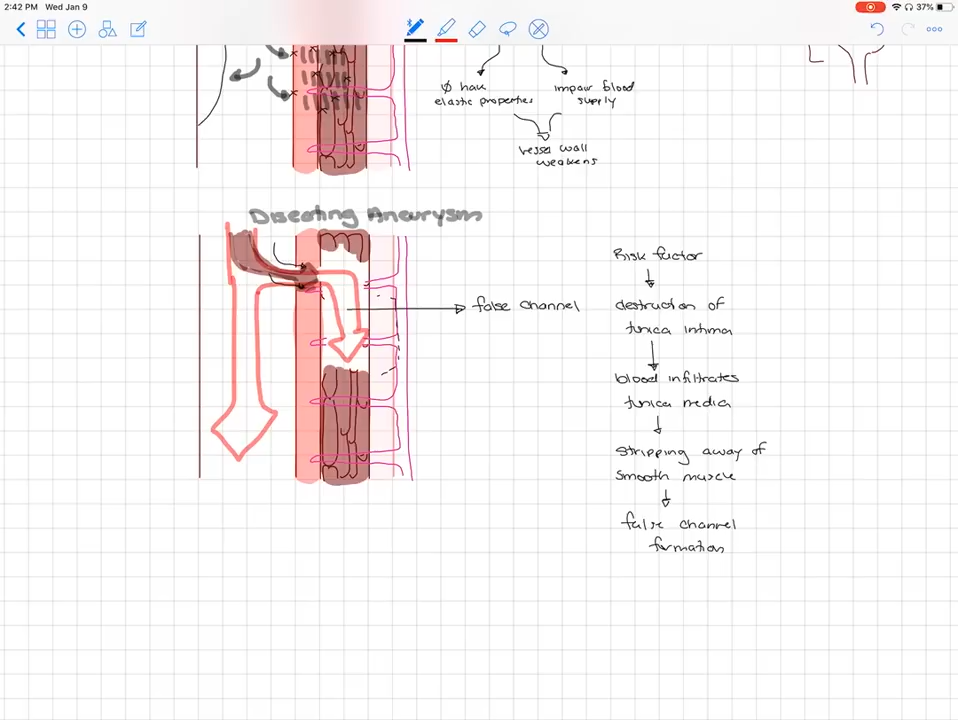 2:42 PM Wed Jan 9
37%
Ø have
elastic properties
impair blood
supply
vessel wall
weakens
Dissecting Aneurysm
false channel
Risk factor
destruction of
tunica intima
blood infiltrates
tunica media
stripping away of
smooth muscle
false channel
formation